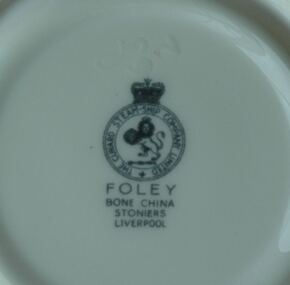 THE CUNARD STEAM-SHIP COMPANY LIMITED
FOLEY
BONE CHINA
STONIERS
LIVERPOOL